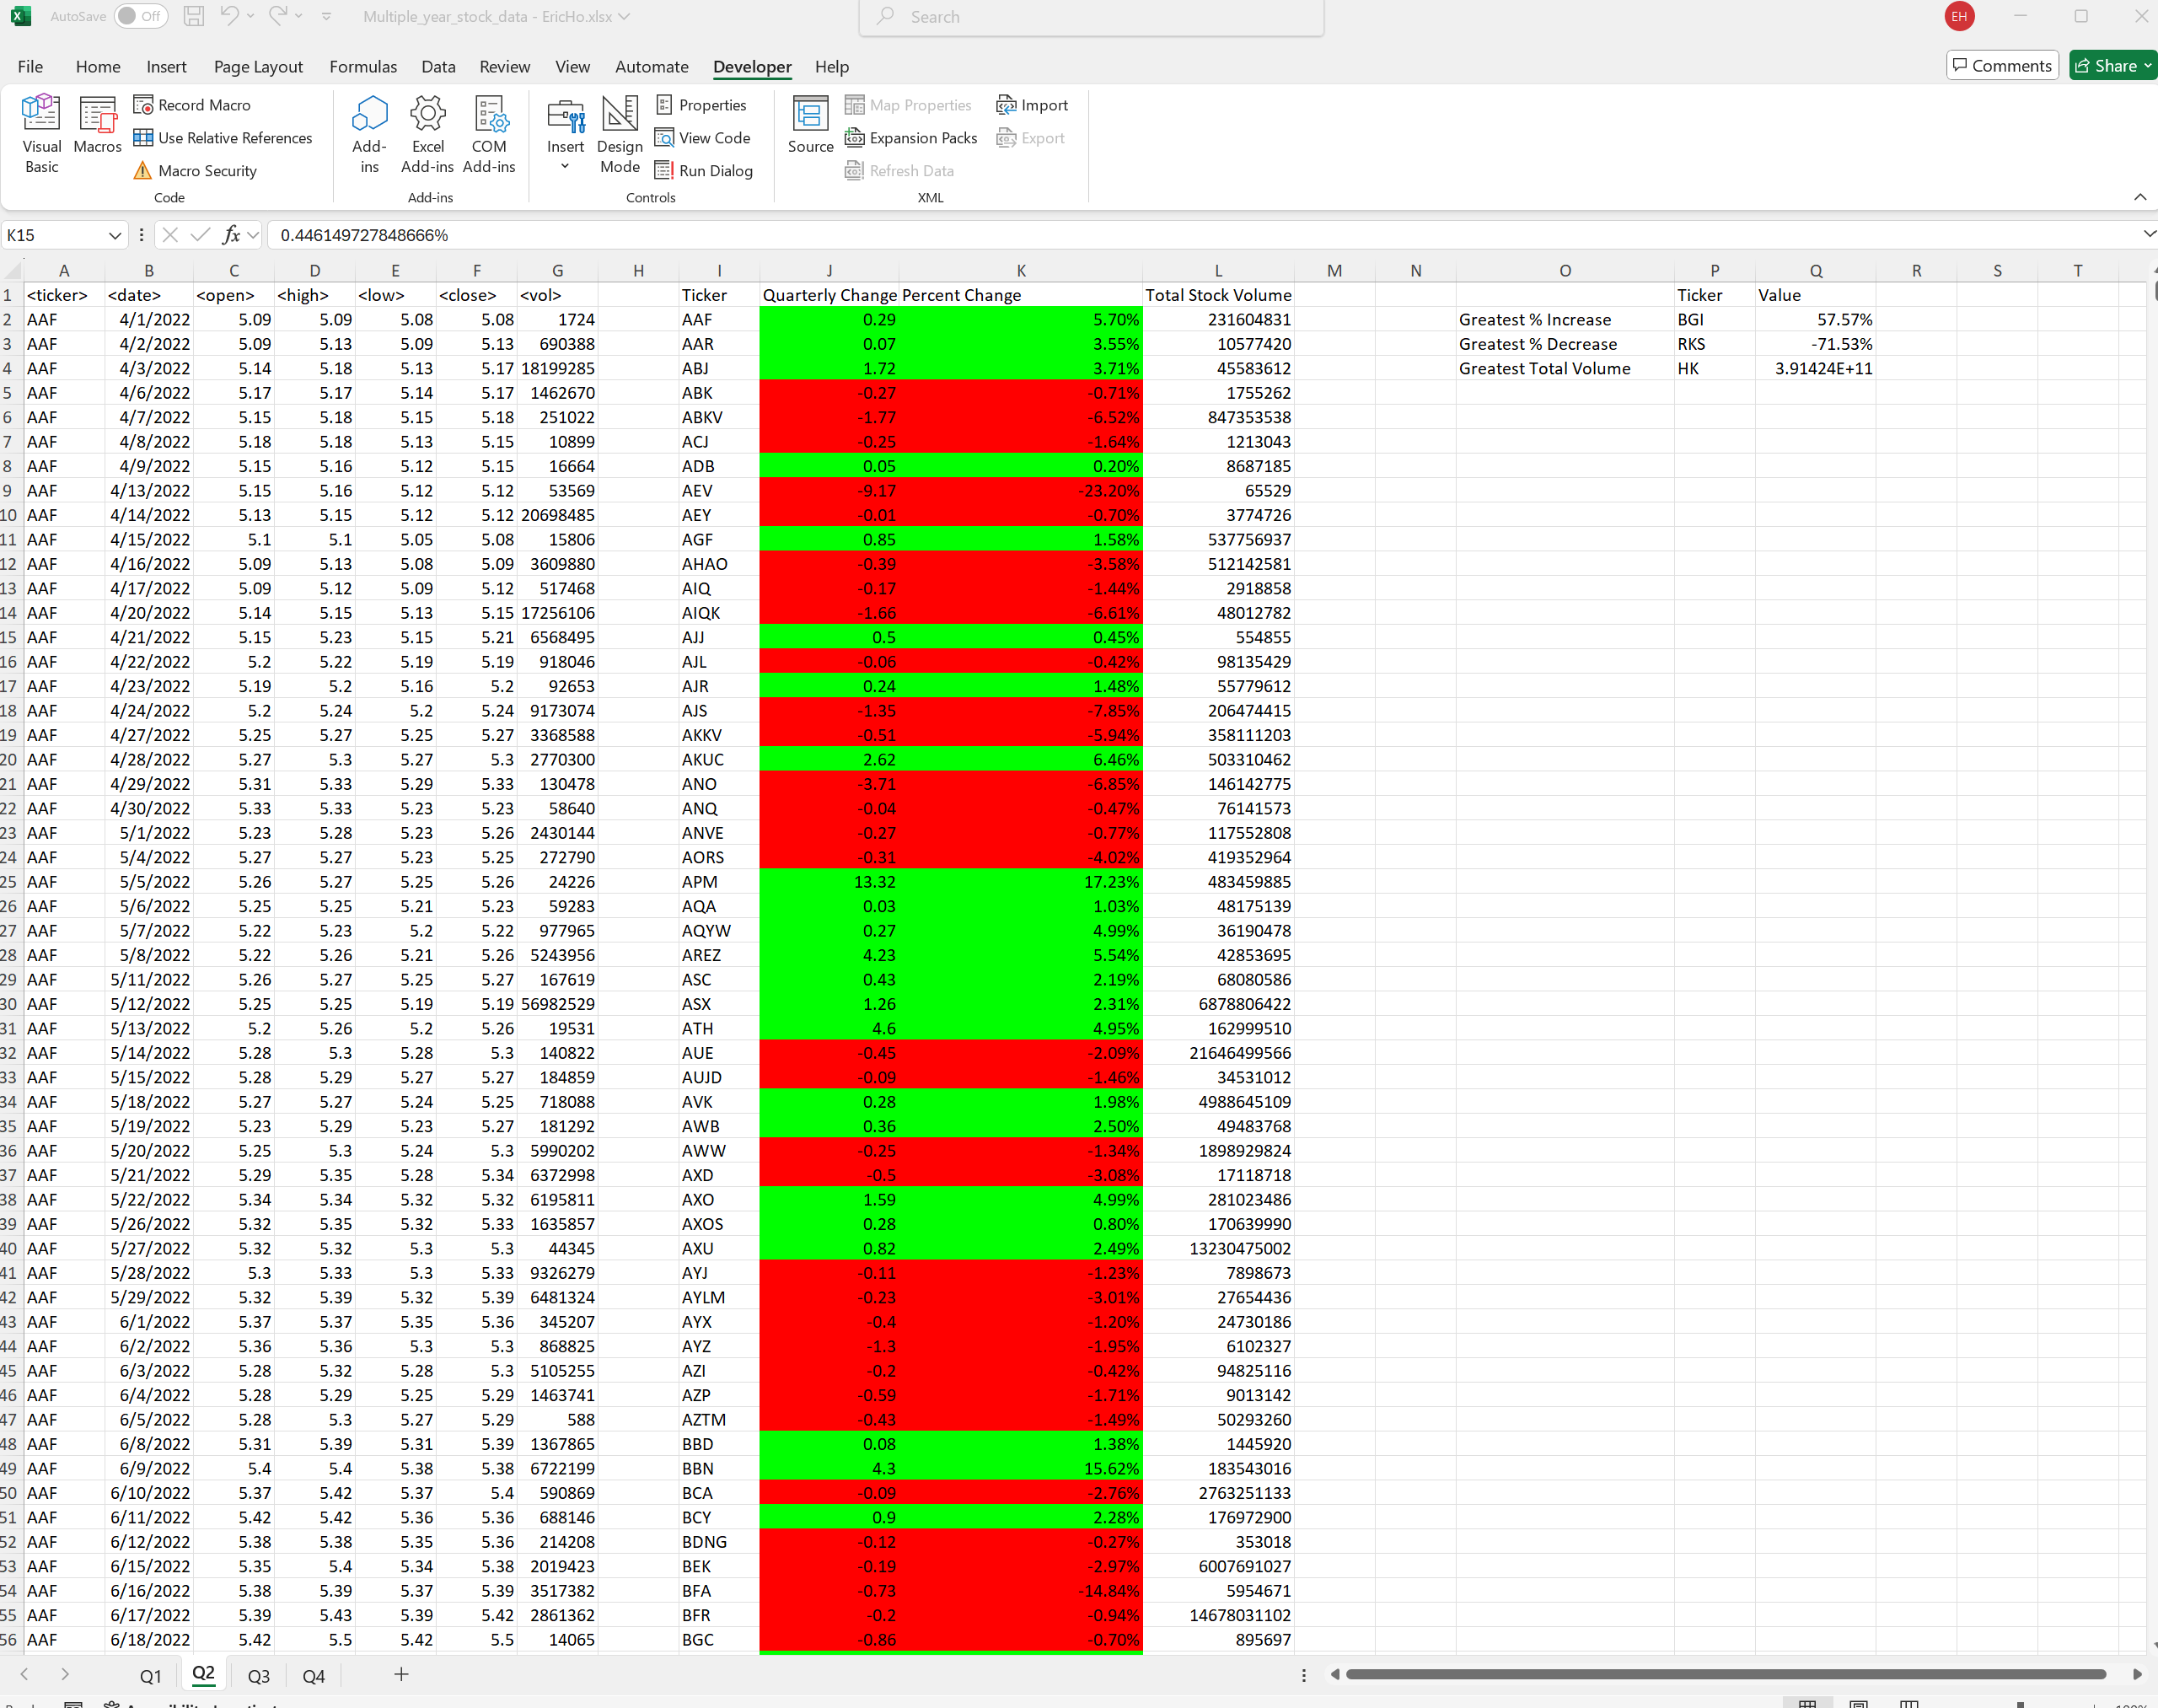 AutoSave Off Multiple_year_stock_data - EricHo.xlsx Search EH
File Home Insert Page Layout Formulas Data Review View Automate Developer Help Comments Share
Visual Basic Macros Record Macro Use Relative References Macro Security Code
Add-ins Excel Add-ins COM Add-ins Add-ins
Insert Design Mode Properties View Code Run Dialog Controls
Source Map Properties Expansion Packs Refresh Data Import Export XML
K15 fx 0.446149727848666%
A B C D E F G H I J K L M N O P Q R S T
1 <ticker> <date> <open> <high> <low> <close> <vol> Ticker Quarterly Change Percent Change Total Stock Volume Ticker Value
2 AAF 4/1/2022 5.09 5.09 5.08 5.08 1724 AAF 0.29 5.70% 231604831 Greatest % Increase BGI 57.57%
3 AAF 4/2/2022 5.09 5.13 5.09 5.13 690388 AAR 0.07 3.55% 10577420 Greatest % Decrease RKS -71.53%
4 AAF 4/3/2022 5.14 5.18 5.13 5.17 18199285 ABJ 1.72 3.71% 45583612 Greatest Total Volume HK 3.91424E+11
5 AAF 4/6/2022 5.17 5.17 5.14 5.17 1462670 ABK -0.27 -0.71% 1755262
6 AAF 4/7/2022 5.15 5.18 5.15 5.18 251022 ABKV -1.77 -6.52% 847353538
7 AAF 4/8/2022 5.18 5.18 5.13 5.15 10899 ACJ -0.25 -1.64% 1213043
8 AAF 4/9/2022 5.15 5.16 5.12 5.15 16664 ADB 0.05 0.20% 8687185
9 AAF 4/13/2022 5.15 5.16 5.12 5.12 53569 AEV -9.17 -23.20% 65529
10 AAF 4/14/2022 5.13 5.15 5.12 5.12 20698485 AEY -0.01 -0.70% 3774726
11 AAF 4/15/2022 5.1 5.1 5.05 5.08 15806 AGF 0.85 1.58% 537756937
12 AAF 4/16/2022 5.09 5.13 5.08 5.09 3609880 AHAO -0.39 -3.58% 512142581
13 AAF 4/17/2022 5.09 5.12 5.09 5.12 517468 AIQ -0.17 -1.44% 2918858
14 AAF 4/20/2022 5.14 5.15 5.13 5.15 17256106 AIQK -1.66 -6.61% 48012782
15 AAF 4/21/2022 5.15 5.23 5.15 5.21 6568495 AJJ 0.5 0.45% 554855
16 AAF 4/22/2022 5.2 5.22 5.19 5.19 918046 AJL -0.06 -0.42% 98135429
17 AAF 4/23/2022 5.19 5.2 5.16 5.2 92653 AJR 0.24 1.48% 55779612
18 AAF 4/24/2022 5.2 5.24 5.2 5.24 9173074 AJS -1.35 -7.85% 206474415
19 AAF 4/27/2022 5.25 5.27 5.25 5.27 3368588 AKKV -0.51 -5.94% 358111203
20 AAF 4/28/2022 5.27 5.3 5.27 5.3 2770300 AKUC 2.62 6.46% 503310462
21 AAF 4/29/2022 5.31 5.33 5.29 5.33 130478 ANO -3.71 -6.85% 146142775
22 AAF 4/30/2022 5.33 5.33 5.23 5.23 58640 ANQ -0.04 -0.47% 76141573
23 AAF 5/1/2022 5.23 5.28 5.23 5.26 2430144 ANVE -0.27 -0.77% 117552808
24 AAF 5/4/2022 5.27 5.27 5.23 5.25 272790 AORS -0.31 -4.02% 419352964
25 AAF 5/5/2022 5.26 5.27 5.25 5.26 24226 APM 13.32 17.23% 483459885
26 AAF 5/6/2022 5.25 5.25 5.21 5.23 59283 AQA 0.03 1.03% 48175139
27 AAF 5/7/2022 5.22 5.23 5.2 5.22 977965 AQYW 0.27 4.99% 36190478
28 AAF 5/8/2022 5.22 5.26 5.21 5.26 5243956 AREZ 4.23 5.54% 42853695
29 AAF 5/11/2022 5.26 5.27 5.25 5.27 167619 ASC 0.43 2.19% 68080586
30 AAF 5/12/2022 5.25 5.25 5.19 5.19 56982529 ASX 1.26 2.31% 6878806422
31 AAF 5/13/2022 5.2 5.26 5.2 5.26 19531 ATH 4.6 4.95% 162999510
32 AAF 5/14/2022 5.28 5.3 5.28 5.3 140822 AUE -0.45 -2.09% 21646499566
33 AAF 5/15/2022 5.28 5.29 5.27 5.27 184859 AUJD -0.09 -1.46% 34531012
34 AAF 5/18/2022 5.27 5.27 5.24 5.25 718088 AVK 0.28 1.98% 4988645109
35 AAF 5/19/2022 5.23 5.29 5.23 5.27 181292 AWB 0.36 2.50% 49483768
36 AAF 5/20/2022 5.25 5.3 5.24 5.3 5990202 AWW -0.25 -1.34% 1898929824
37 AAF 5/21/2022 5.29 5.35 5.28 5.34 6372998 AXD -0.5 -3.08% 17118718
38 AAF 5/22/2022 5.34 5.34 5.32 5.32 6195811 AXO 1.59 4.99% 281023486
39 AAF 5/26/2022 5.32 5.35 5.32 5.33 1635857 AXOS 0.28 0.80% 170639990
40 AAF 5/27/2022 5.32 5.32 5.3 5.3 44345 AXU 0.82 2.49% 13230475002
41 AAF 5/28/2022 5.3 5.33 5.3 5.33 9326279 AYJ -0.11 -1.23% 7898673
42 AAF 5/29/2022 5.32 5.39 5.32 5.39 6481324 AYLM -0.23 -3.01% 27654436
43 AAF 6/1/2022 5.37 5.37 5.35 5.36 345207 AYX -0.4 -1.20% 24730186
44 AAF 6/2/2022 5.36 5.36 5.3 5.3 868825 AYZ -1.3 -1.95% 6102327
45 AAF 6/3/2022 5.28 5.32 5.28 5.3 5105255 AZI -0.2 -0.42% 94825116
46 AAF 6/4/2022 5.28 5.29 5.25 5.29 1463741 AZP -0.59 -1.71% 9013142
47 AAF 6/5/2022 5.28 5.3 5.27 5.29 588 AZTM -0.43 -1.49% 50293260
48 AAF 6/8/2022 5.31 5.39 5.31 5.39 1367865 BBD 0.08 1.38% 1445920
49 AAF 6/9/2022 5.4 5.4 5.38 5.38 6722199 BBN 4.3 15.62% 183543016
50 AAF 6/10/2022 5.37 5.42 5.37 5.4 590869 BCA -0.09 -2.76% 2763251133
51 AAF 6/11/2022 5.42 5.42 5.36 5.36 688146 BCY 0.9 2.28% 176972900
52 AAF 6/12/2022 5.38 5.38 5.35 5.36 214208 BDNG -0.12 -0.27% 353018
53 AAF 6/15/2022 5.35 5.4 5.34 5.38 2019423 BEK -0.19 -2.97% 6007691027
54 AAF 6/16/2022 5.38 5.39 5.37 5.39 3517382 BFA -0.73 -14.84% 5954671
55 AAF 6/17/2022 5.39 5.43 5.39 5.42 2861362 BFR -0.2 -0.94% 14678031102
56 AAF 6/18/2022 5.42 5.5 5.42 5.5 14065 BGC -0.86 -0.70% 895697
Q1 Q2 Q3 Q4